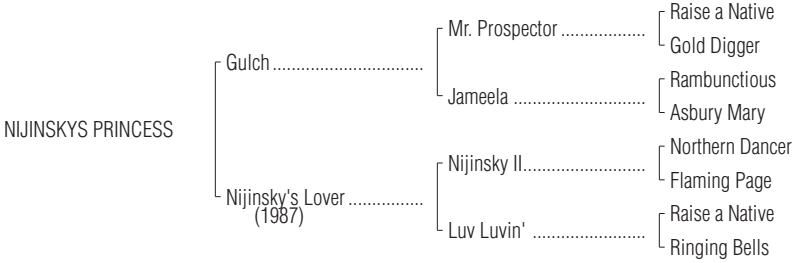 Raise a Native
Mr. Prospector ..................
Gold Digger
Gulch ................................
Rambunctious
Jameela ............................
Asbury Mary
NIJINSKYS PRINCESS
Northern Dancer
Nijinsky II..........................
Flaming Page
Nijinsky's Lover ................
(1987)
Raise a Native
Luv Luvin' ........................
Ringing Bells